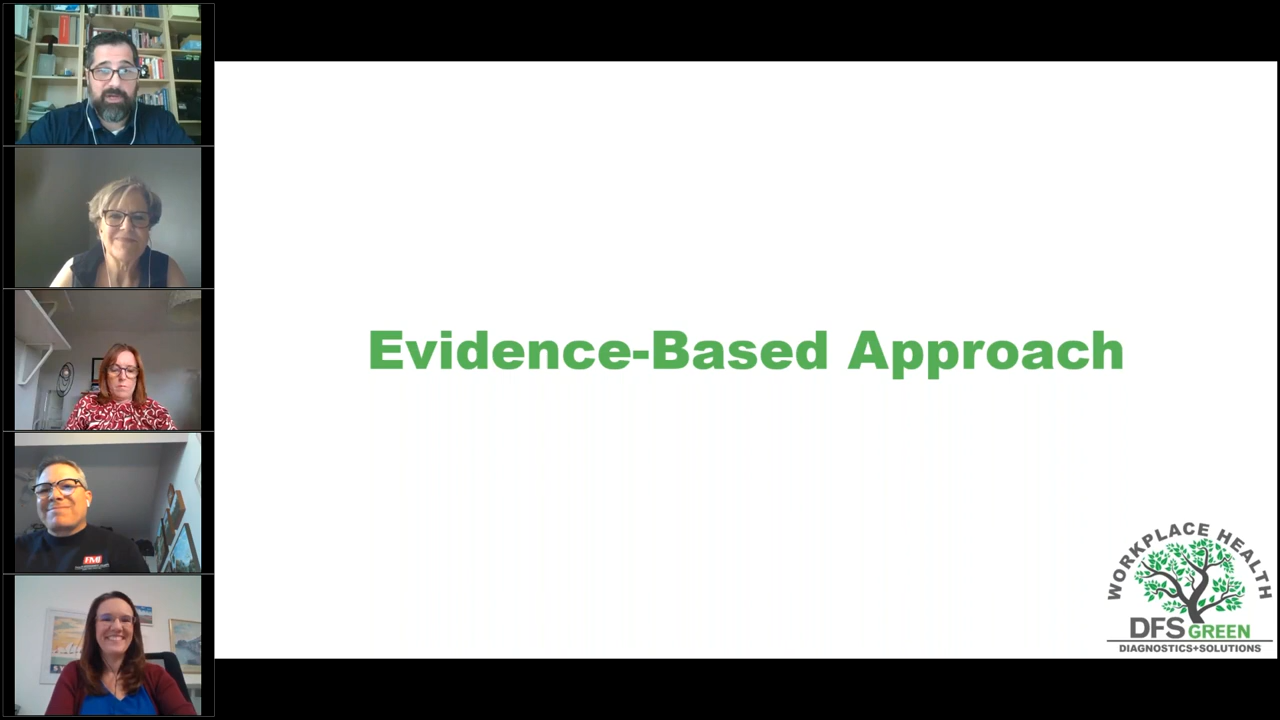 Evidence-Based Approach
WORKPLACE HEALTH
DFS GREEN
DIAGNOSTICS+SOLUTIONS